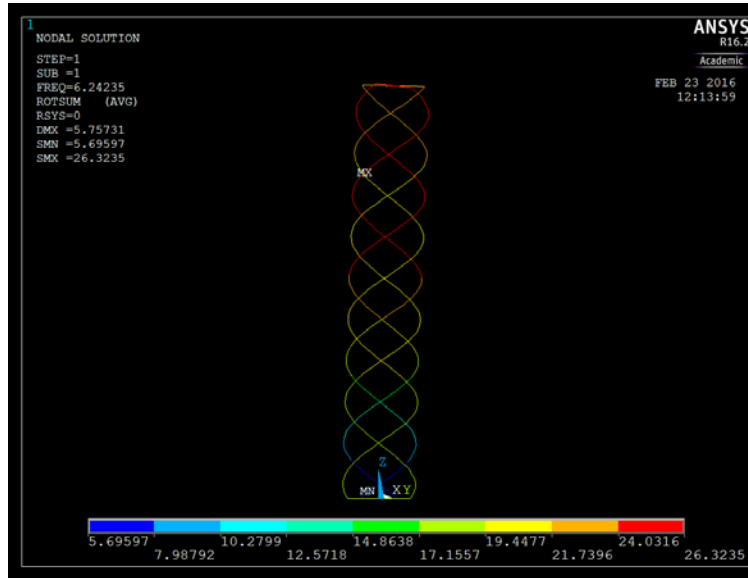 1
NODAL SOLUTION
STEP=1
SUB =1
FREQ=6.24235
ROTSUM (AVG)
RSYS=0
DMX =5.75731
SMN =5.69597
SMX =26.3235
ANSYS
R16.2
Academic
FEB 23 2016
12:13:59
MX
Z
MN X Y
5.69597 10.2799 14.8638 19.4477 24.0316
7.98792 12.5718 17.1557 21.7396 26.3235